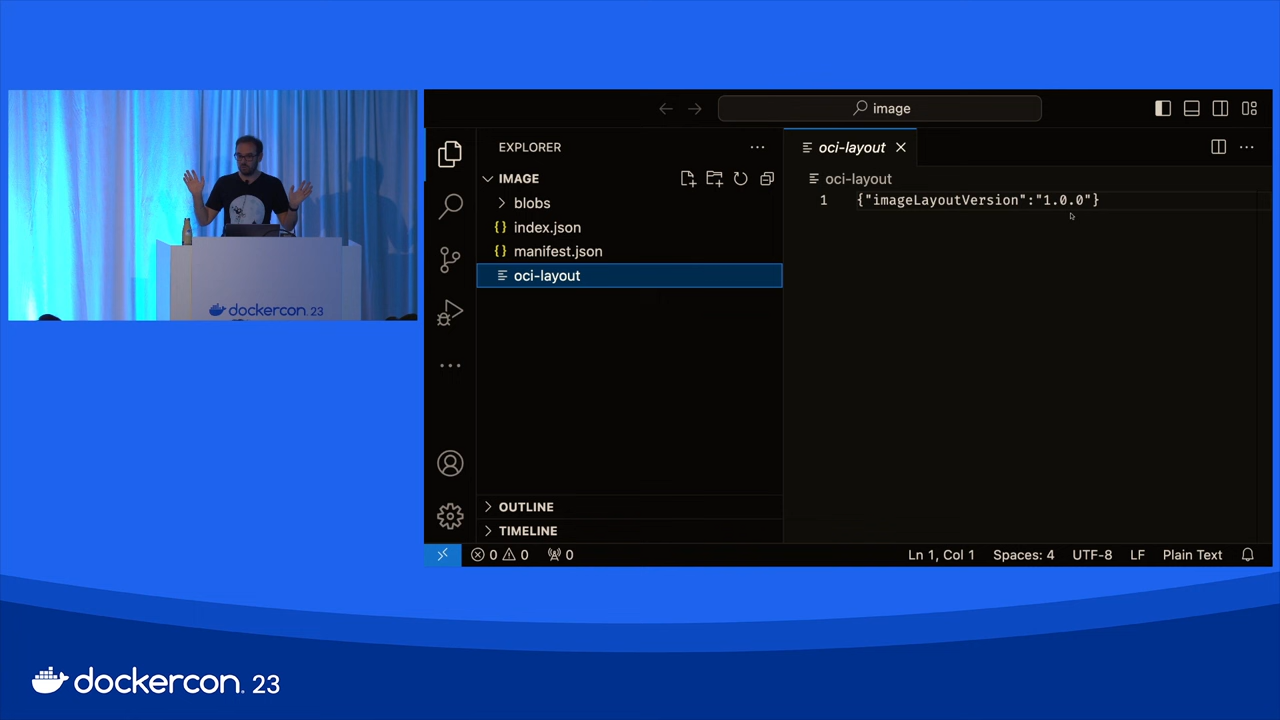 image
EXPLORER
IMAGE
blobs
{} index.json
{} manifest.json
oci-layout
OUTLINE
TIMELINE
oci-layout
oci-layout
1 {"imageLayoutVersion":"1.0.0"}
0 0 0
Ln 1, Col 1 Spaces: 4 UTF-8 LF Plain Text
dockercon. 23
dockercon. 23